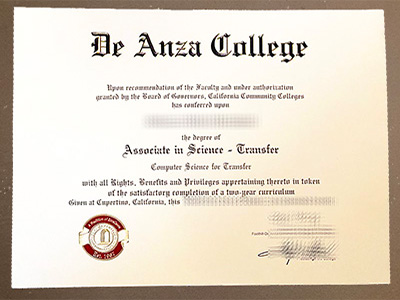 De Anza College
Upon recommendation of the Faculty and under authorization
granted by the Board of Governors, California Community Colleges
has conferred upon
the degree of
Associate in Science - Transfer
Computer Science for Transfer
with all Rights, Benefits and Privileges appertaining thereto in token
of the satisfactory completion of a two-year curriculum
Given at Cupertino, California, this